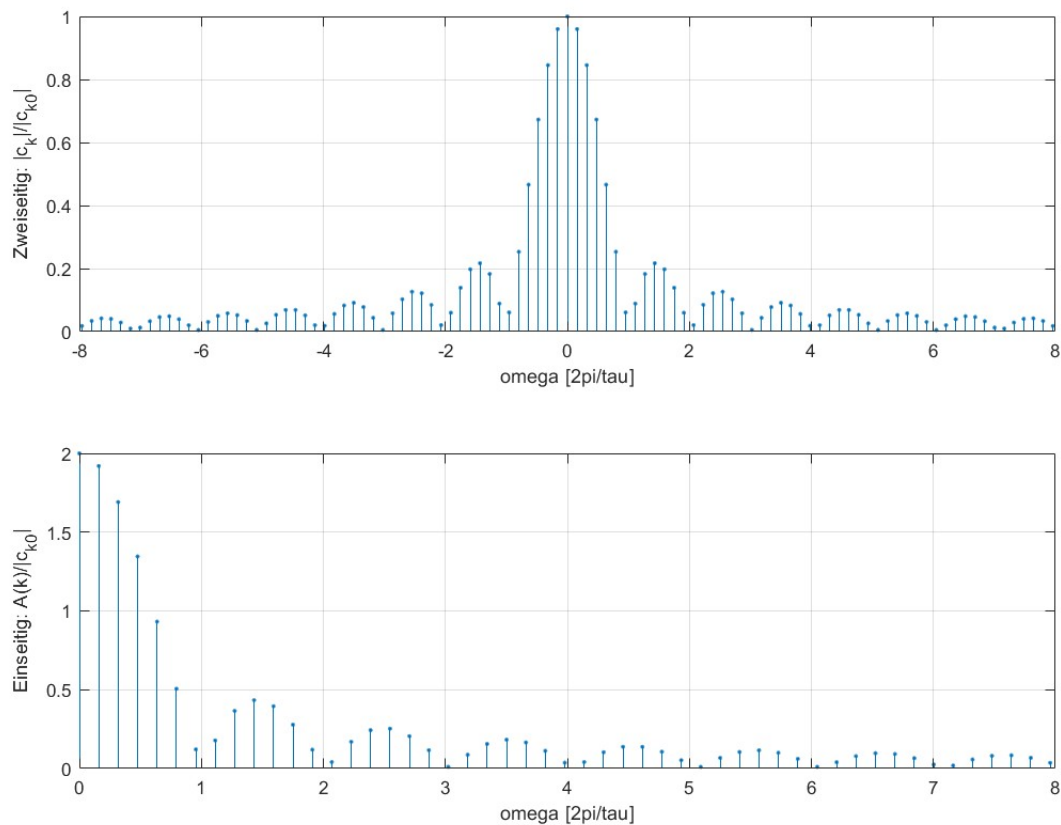 1
0.8
0.6
0.4
0.2
0
Zweiseitig: |c_k|/|c_k0|
-8 -6 -4 -2 0 2 4 6 8
omega [2pi/tau]
2
1.5
1
0.5
0
Einseitig: A(k)/|c_k0|
0 1 2 3 4 5 6 7 8
omega [2pi/tau]